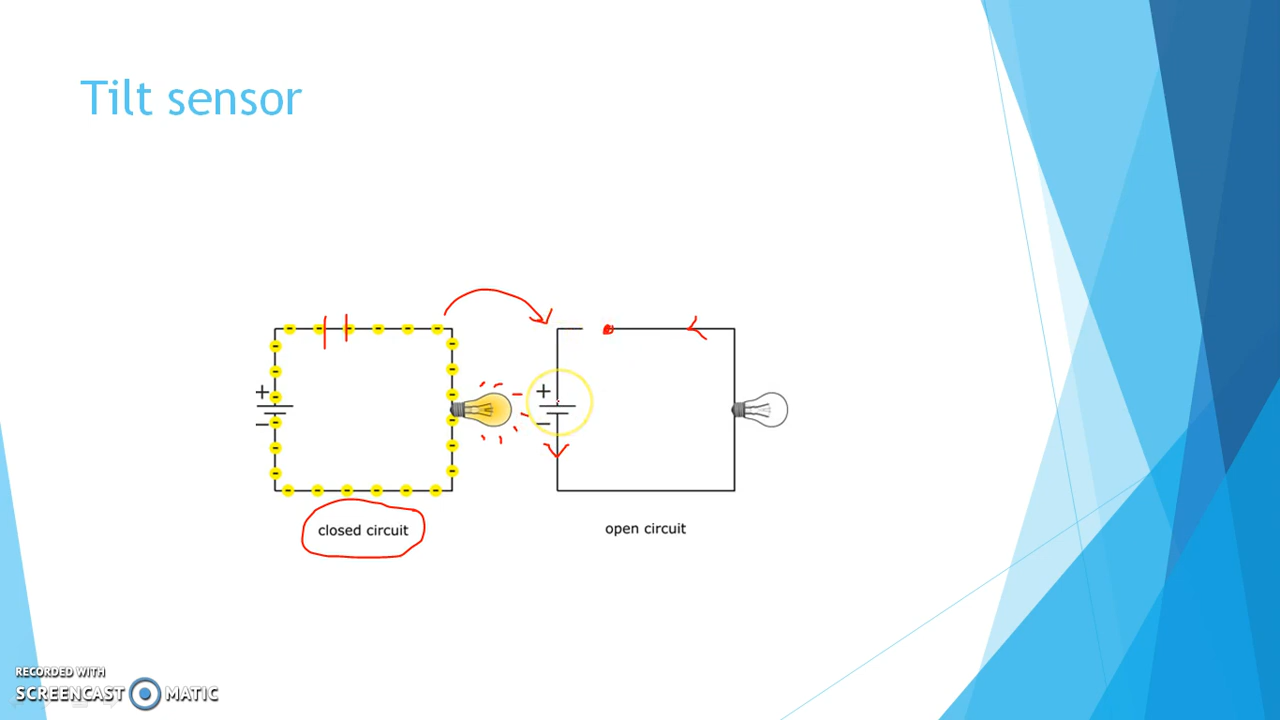 Tilt sensor
+
−
+
−
closed circuit
open circuit
RECORDED WITH
SCREENCAST MATIC